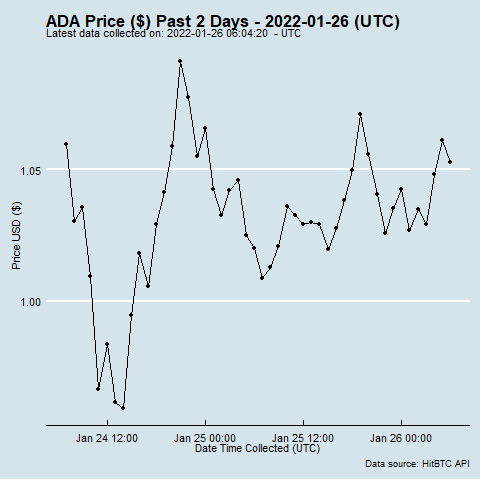 ADA Price ($) Past 2 Days - 2022-01-26 (UTC)
Latest data collected on: 2022-01-26 06:04:20 - UTC
Price USD ($)
1.05
1.00
Jan 24 12:00 Jan 25 00:00 Jan 25 12:00 Jan 26 00:00
Date Time Collected (UTC)
Data source: HitBTC API